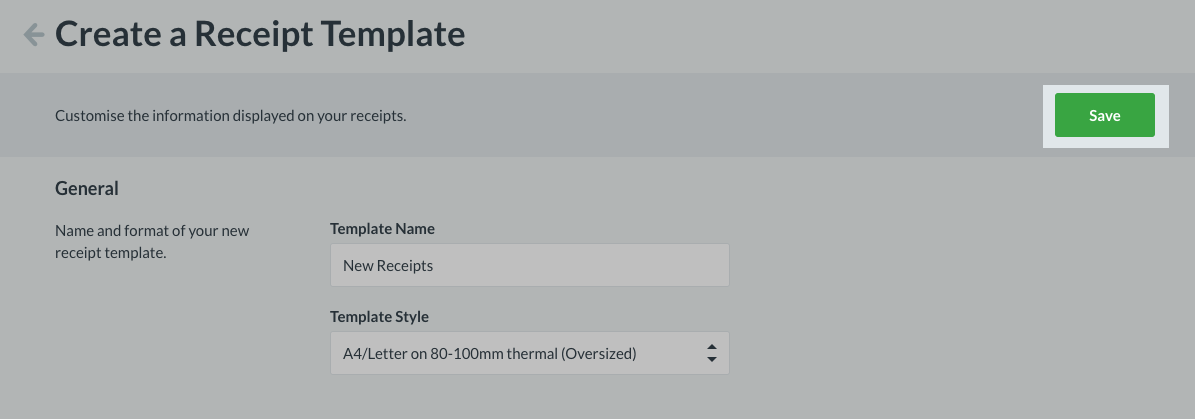 Create a Receipt Template
Customise the information displayed on your receipts.
Save
General
Name and format of your new
receipt template.
Template Name
New Receipts
Template Style
A4/Letter on 80-100mm thermal (Oversized)